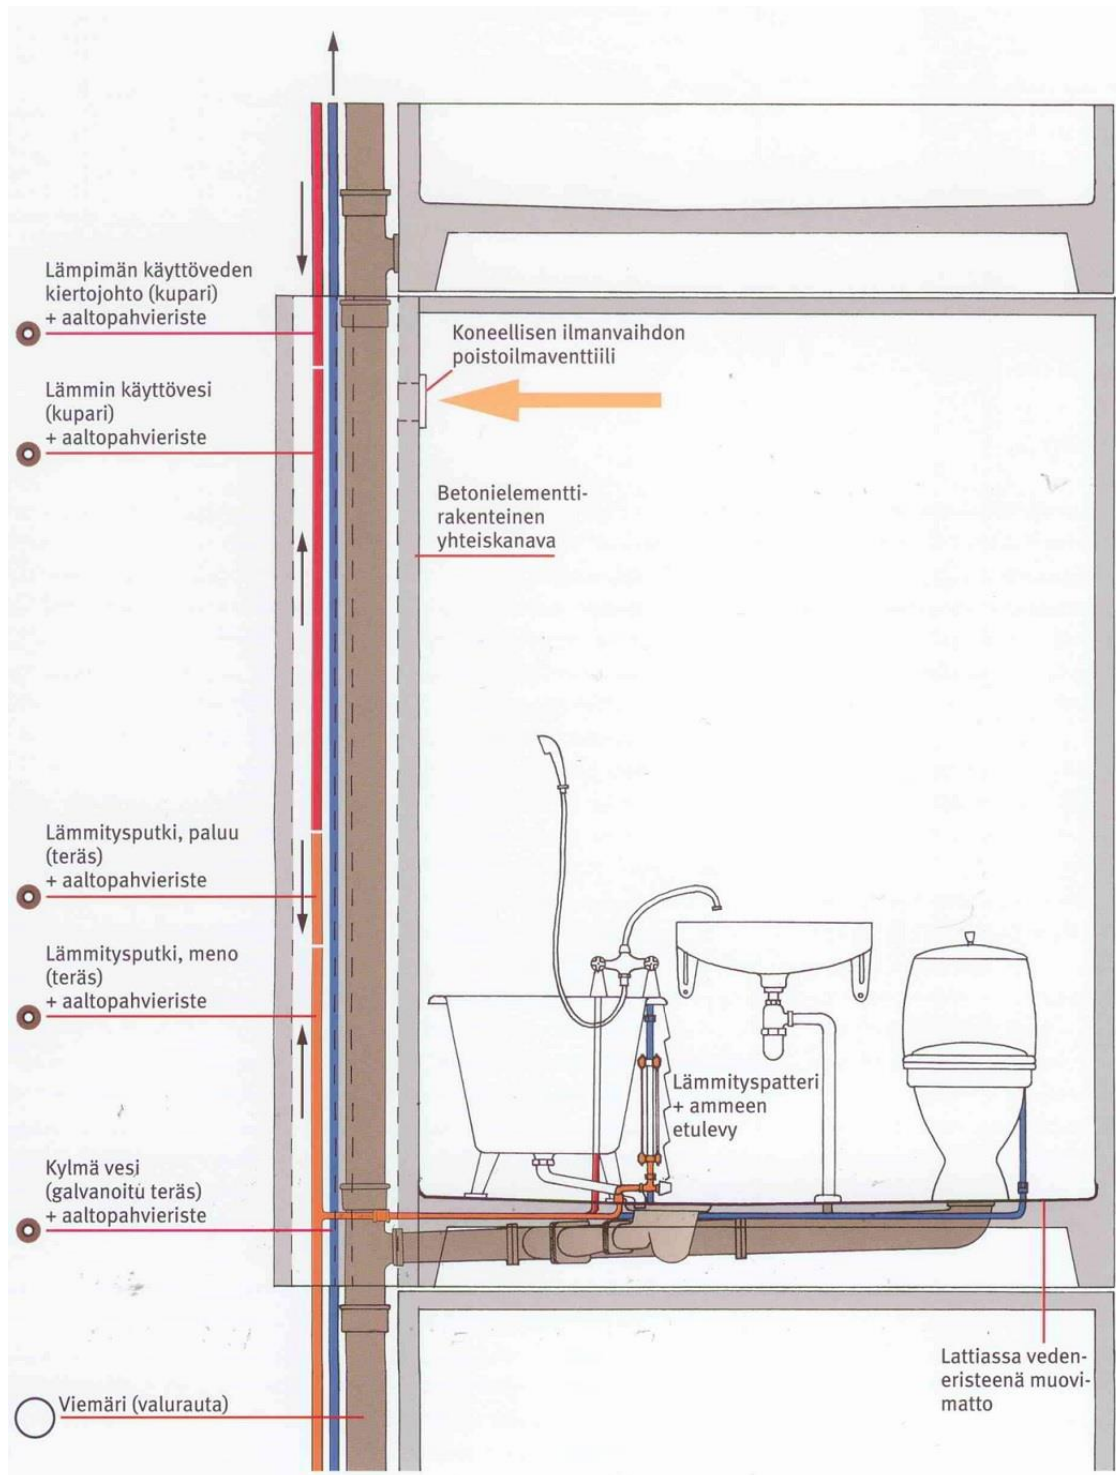 Lämpimän käyttöveden
kiertojohto (kupari)
+ aaltopahvieriste
Lämmin käyttövesi
(kupari)
+ aaltopahvieriste
Koneellisen ilmanvaihdon
poistoilmaventtiili
Betonielementti-
rakenteinen
yhteiskanava
Lämmitysputki, paluu
(teräs)
+ aaltopahvieriste
Lämmitysputki, meno
(teräs)
+ aaltopahvieriste
Lämmityspatteri
+ ammeen
etulevy
Kylmä vesi
(galvanoitu teräs)
+ aaltopahvieriste
Lattiassa veden-
eristeenä muovi-
matto
Viemäri (valurauta)